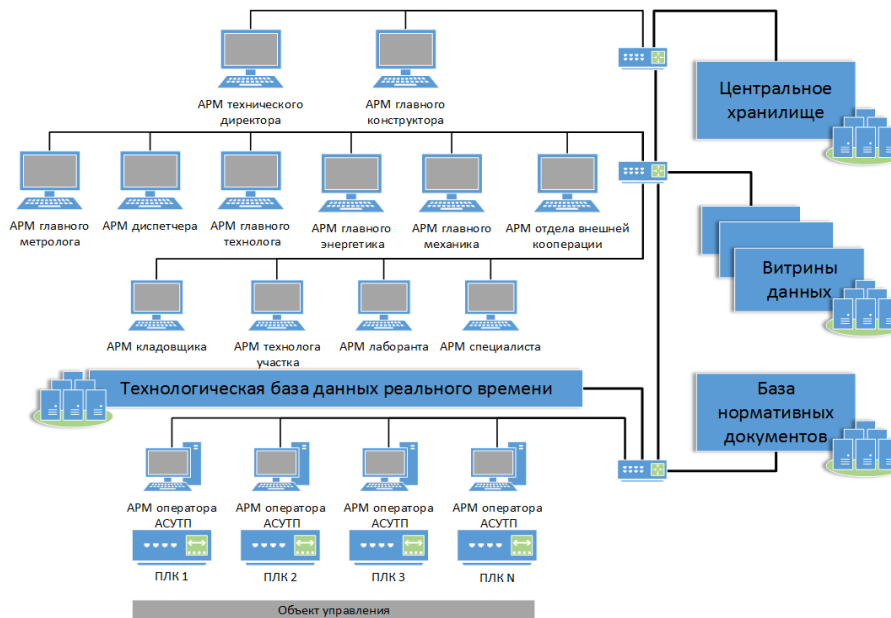 АРМ технического
директора
АРМ главного
конструктора
Центральное
хранилище
АРМ главного
метролога
АРМ диспетчера
АРМ главного
технолога
АРМ главного
энергетика
АРМ главного
механика
АРМ отдела внешней
кооперации
Витрины
данных
АРМ кладовщика
АРМ технолога
участка
АРМ лаборанта
АРМ специалиста
Технологическая база данных реального времени
База
нормативных
документов
АРМ оператора
АСУТП
АРМ оператора
АСУТП
АРМ оператора
АСУТП
АРМ оператора
АСУТП
ПЛК 1
ПЛК 2
ПЛК 3
ПЛК N
Объект управления